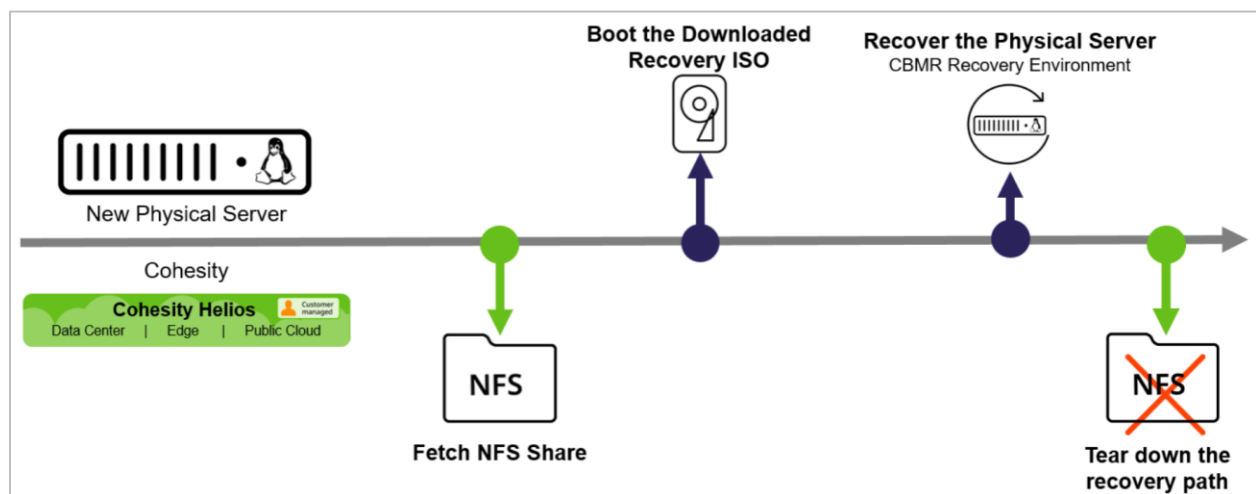 Boot the Downloaded
Recovery ISO
Recover the Physical Server
CBMR Recovery Environment
New Physical Server
Cohesity
Cohesity Helios
Customer
managed
Data Center | Edge | Public Cloud
NFS
Fetch NFS Share
NFS
Tear down the
recovery path